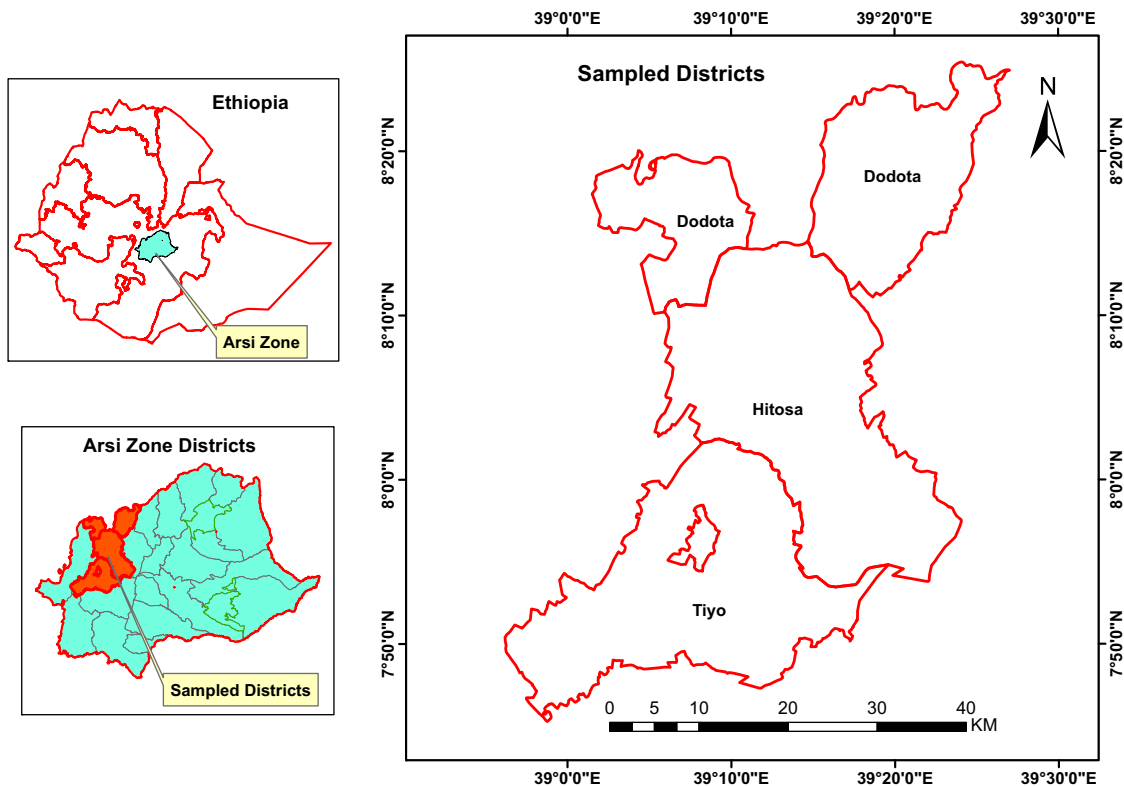 Ethiopia
Arsi Zone
Arsi Zone Districts
Sampled Districts
39°0'0"E 39°10'0"E 39°20'0"E 39°30'0"E
Sampled Districts
N
8°20'0"N 8°20'0"N
Dodota
Dodota
8°10'0"N 8°10'0"N
Hitosa
8°0'0"N 8°0'0"N
Tiyo
7°50'0"N 7°50'0"N
0 5 10 20 30 40
KM
39°0'0"E 39°10'0"E 39°20'0"E 39°30'0"E